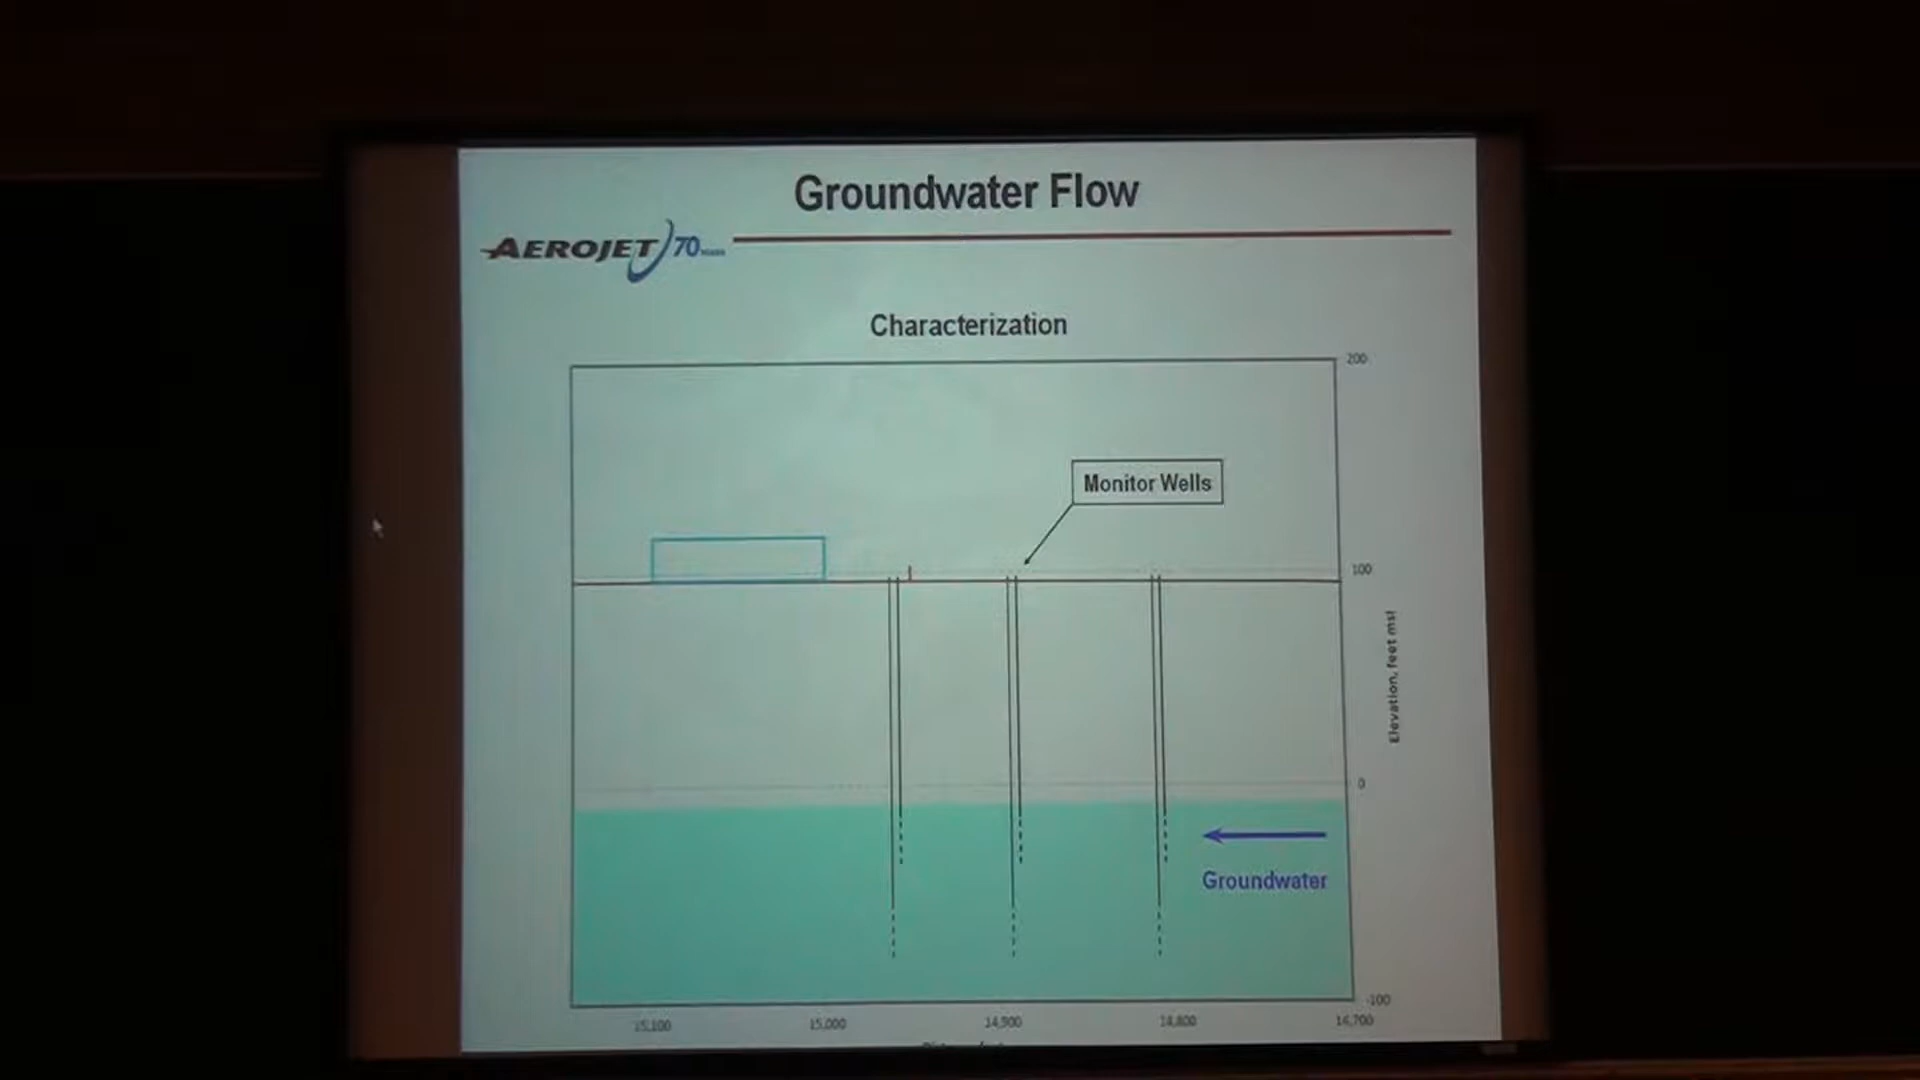 Groundwater Flow
AEROJET 70
Characterization
200
Monitor Wells
100
Elevation, feet msl
0
Groundwater
-100
15,100 15,000 14,900 14,800 14,700